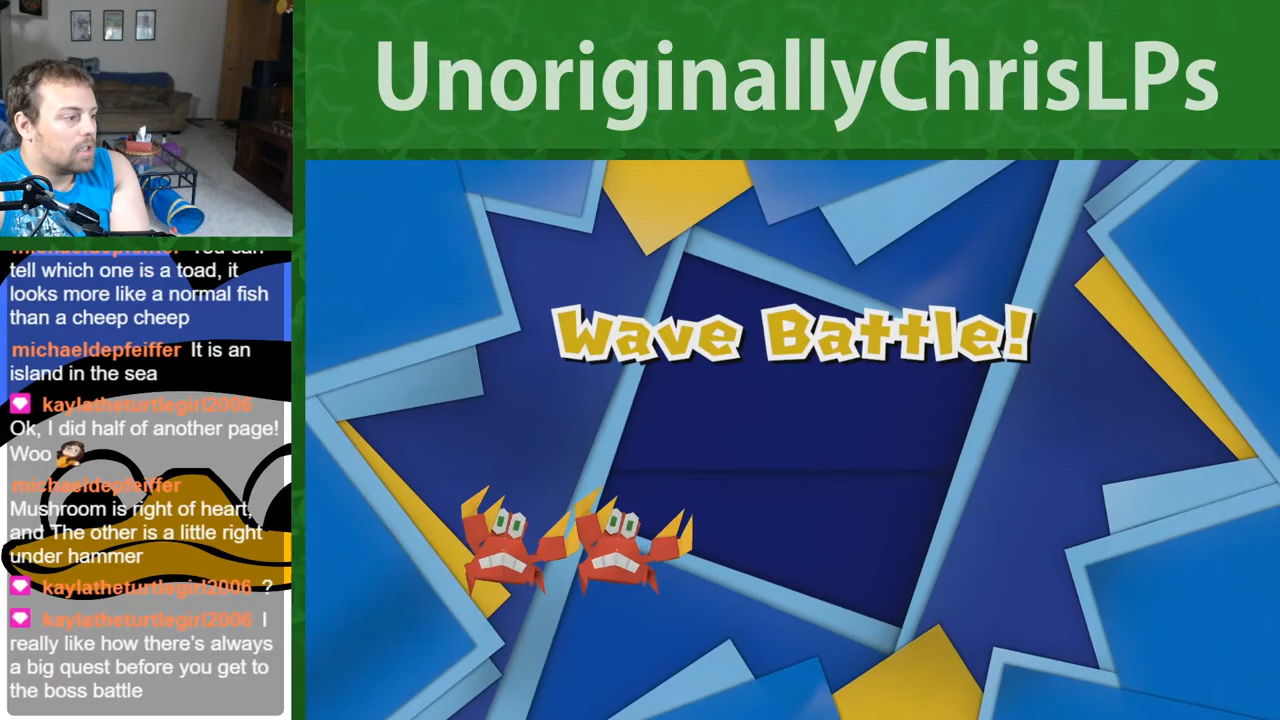 UnoriginallyChrisLPs
Wave Battle!
michaeldepfeiffer You can
tell which one is a toad, it
looks more like a normal fish
than a cheep cheep
michaeldepfeiffer It is an
island in the sea
kaylatheturtlegirl2006
Ok, I did half of another page!
Woo
michaeldepfeiffer
Mushroom is right of heart,
and The other is a little right
under hammer
kaylatheturtlegirl2006 ?
kaylatheturtlegirl2006 I
really like how there's always
a big quest before you get to
the boss battle